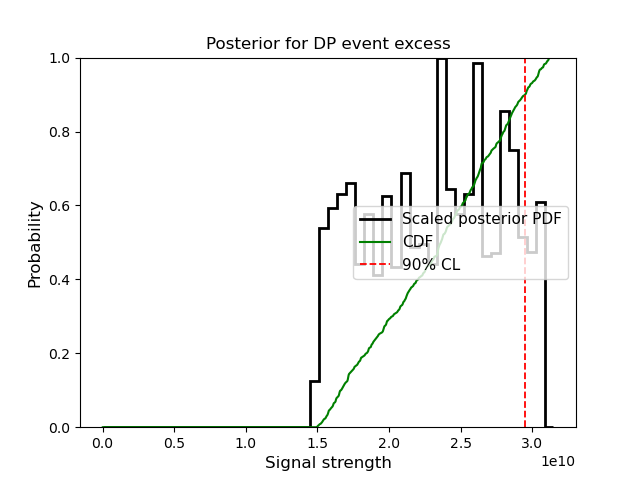 Posterior for DP event excess
1.0
0.8
0.6
0.4
0.2
0.0
Probability
Scaled posterior PDF
CDF
90% CL
0.0 0.5 1.0 1.5 2.0 2.5 3.0
1e10
Signal strength